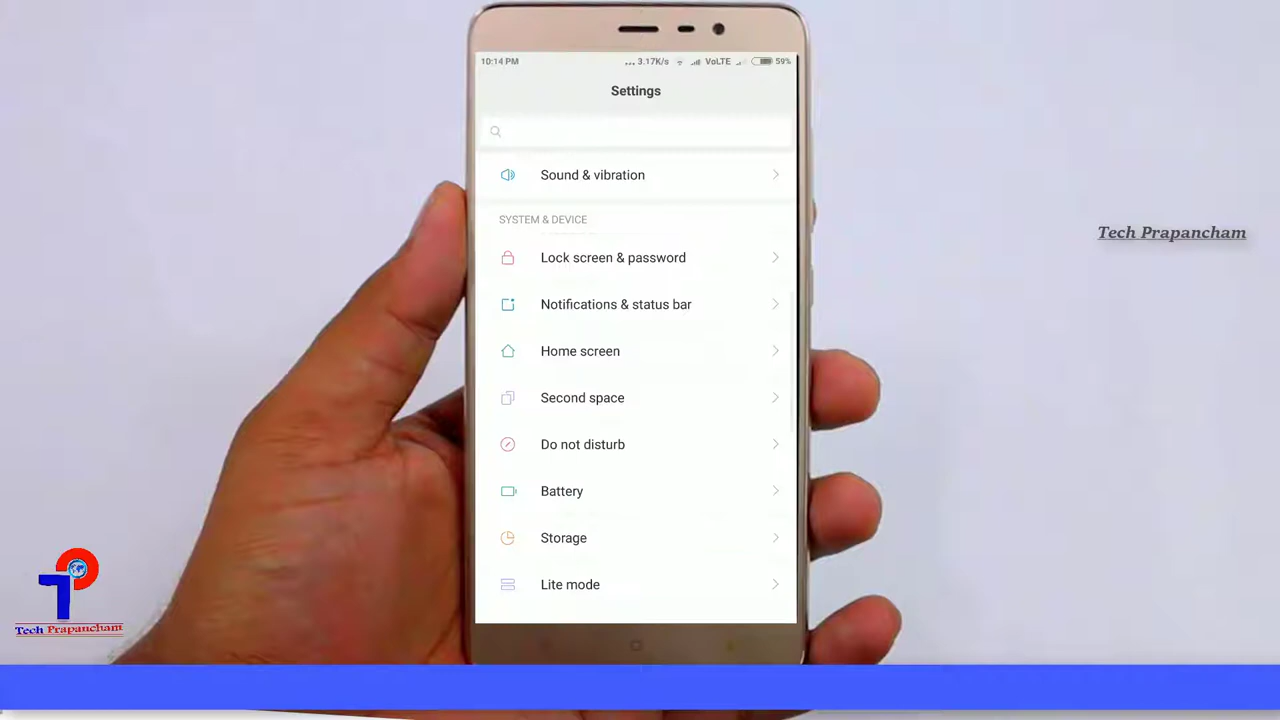 10:14 PM
... 3.17K/s VoLTE 59%
Settings
Sound & vibration
SYSTEM & DEVICE
Lock screen & password
Notifications & status bar
Home screen
Second space
Do not disturb
Battery
Storage
Lite mode
Tech Prapancham
Tech Prapancham